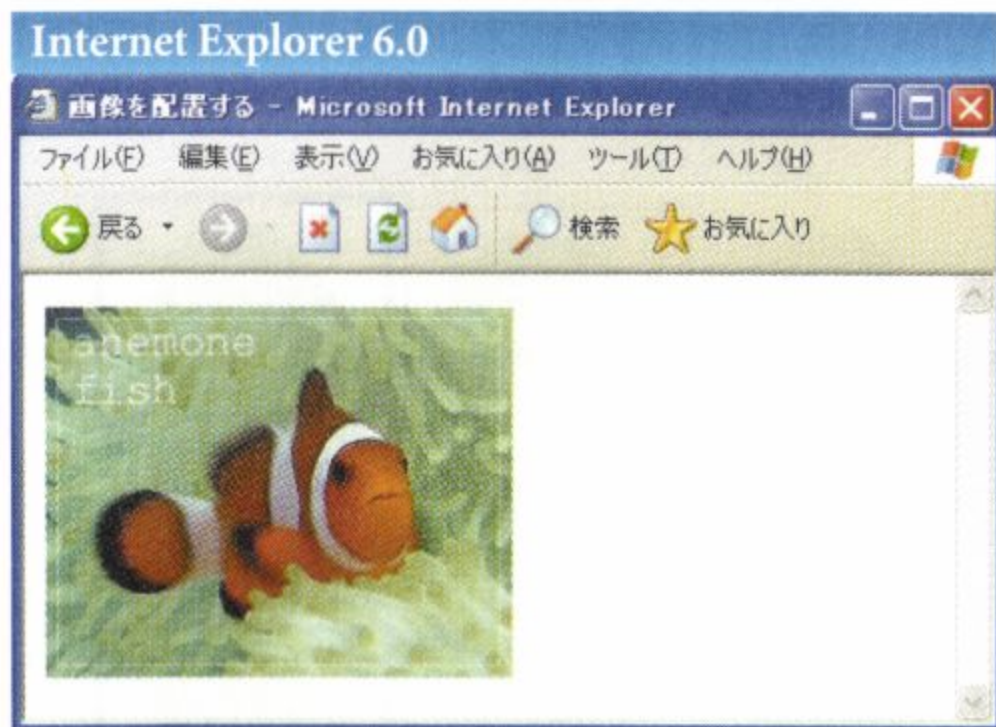 Internet Explorer 6.0
画像を配置する - Microsoft Internet Explorer
ファイル(F) 編集(E) 表示(V) お気に入り(A) ツール(T) ヘルプ(H)
戻る 検索 お気に入り
anemone
fish